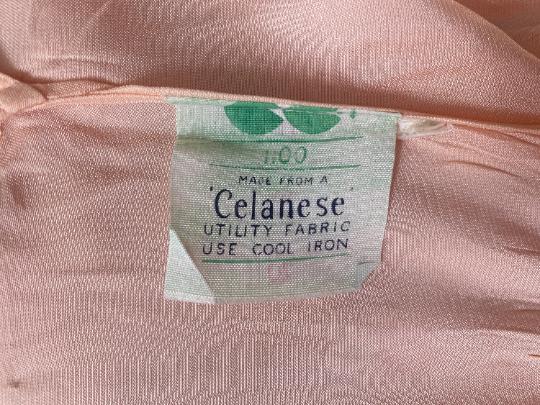 1.00
MADE FROM A
'Celanese'
UTILITY FABRIC
USE COOL IRON